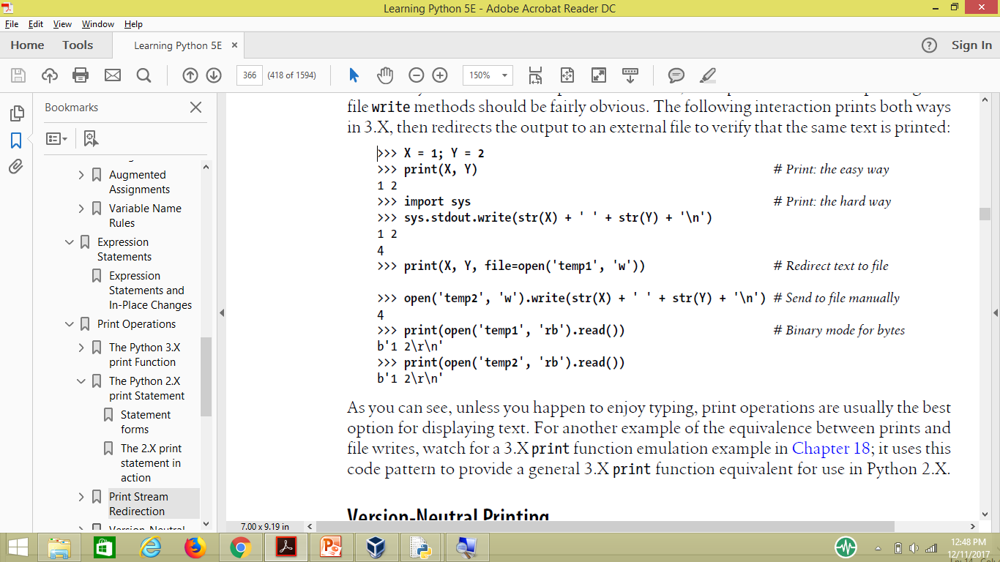 Learning Python 5E - Adobe Acrobat Reader DC
File Edit View Window Help
Home Tools Learning Python 5E × Sign In
366 (418 of 1594) 150%
Bookmarks
Augmented
Assignments
Variable Name
Rules
Expression
Statements
Expression
Statements and
In-Place Changes
Print Operations
The Python 3.X
print Function
The Python 2.X
print Statement
Statement
forms
The 2.X print
statement in
action
Print Stream
Redirection
Version-Neutral
file write methods should be fairly obvious. The following interaction prints both ways
in 3.X, then redirects the output to an external file to verify that the same text is printed:
>>> X = 1; Y = 2
>>> print(X, Y) # Print: the easy way
1 2
>>> import sys # Print: the hard way
>>> sys.stdout.write(str(X) + ' ' + str(Y) + '\n')
1 2
4
>>> print(X, Y, file=open('temp1', 'w')) # Redirect text to file
>>> open('temp2', 'w').write(str(X) + ' ' + str(Y) + '\n') # Send to file manually
4
>>> print(open('temp1', 'rb').read()) # Binary mode for bytes
b'1 2\r\n'
>>> print(open('temp2', 'rb').read())
b'1 2\r\n'
As you can see, unless you happen to enjoy typing, print operations are usually the best
option for displaying text. For another example of the equivalence between prints and
file writes, watch for a 3.X print function emulation example in Chapter 18; it uses this
code pattern to provide a general 3.X print function equivalent for use in Python 2.X.
Version-Neutral Printing
7.00 x 9.19 in
12:48 PM
12/11/2017